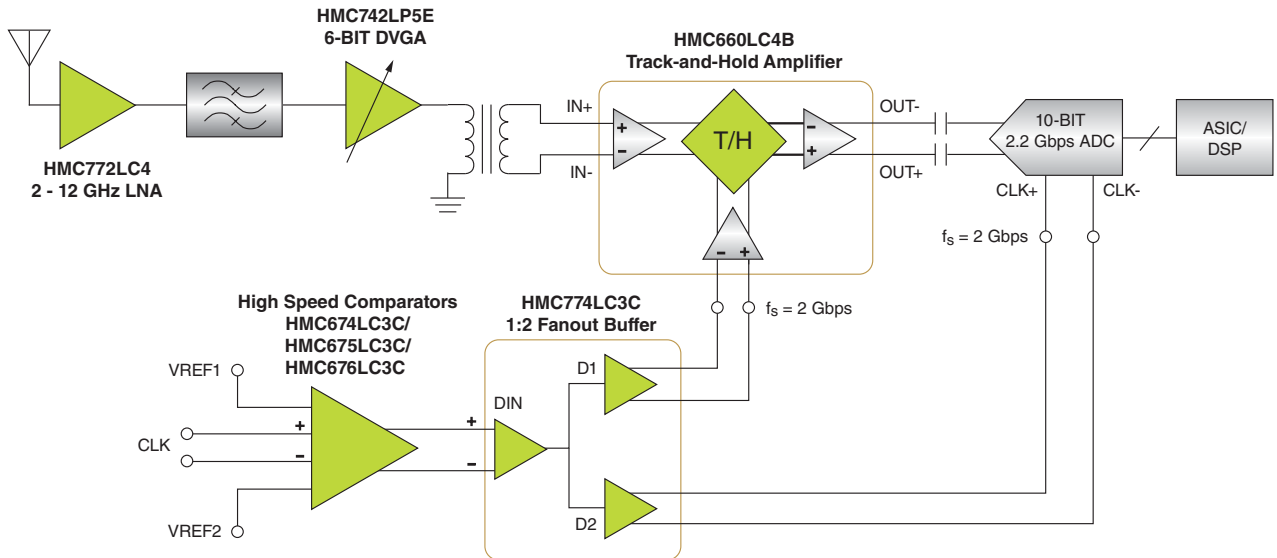 HMC742LP5E
6-BIT DVGA
HMC660LC4B
Track-and-Hold Amplifier
HMC772LC4
2 - 12 GHz LNA
IN+
IN-
+
-
T/H
-
+
OUT-
OUT+
10-BIT
2.2 Gbps ADC
ASIC/
DSP
CLK+
CLK-
- +
fs = 2 Gbps
fs = 2 Gbps
High Speed Comparators
HMC674LC3C/
HMC675LC3C/
HMC676LC3C
HMC774LC3C
1:2 Fanout Buffer
VREF1
CLK
+
-
VREF2
+
-
DIN
D1
D2